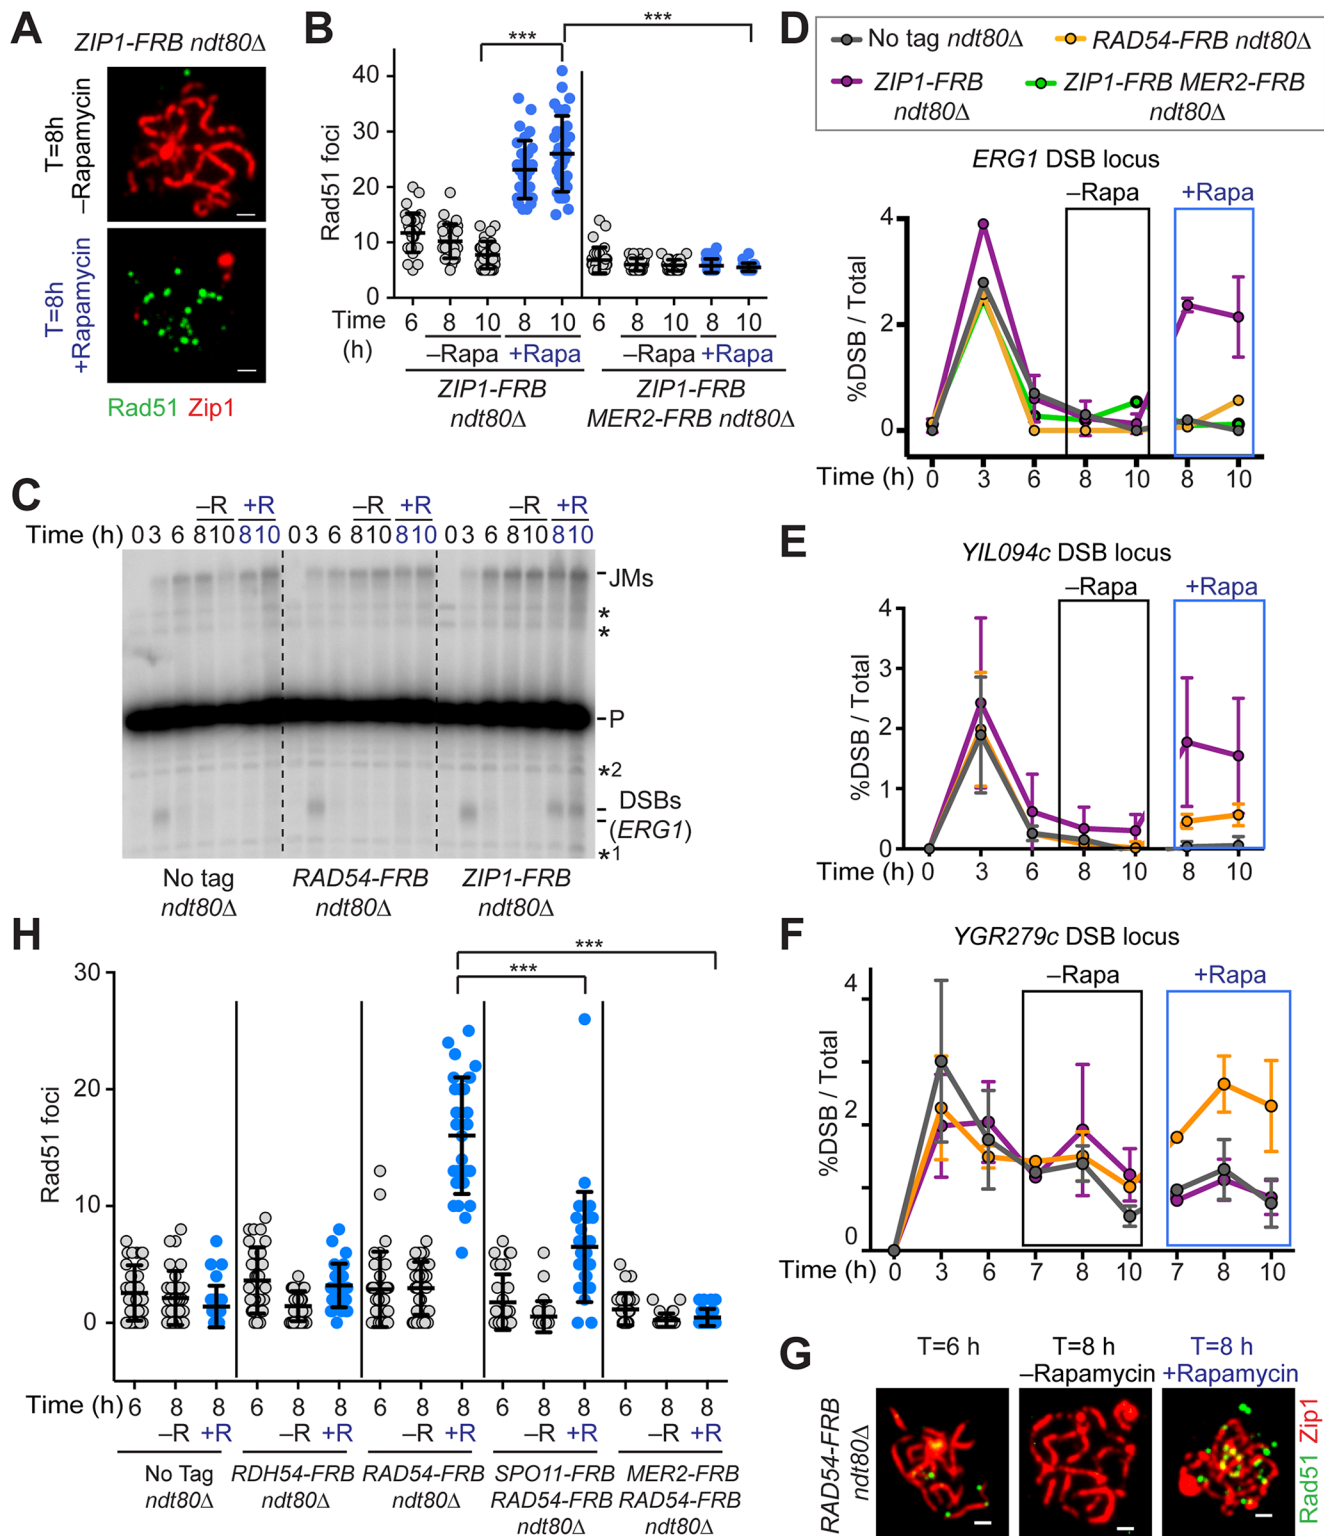 A
ZIP1-FRB ndt80Δ
T=8h
–Rapamycin
T=8h
+Rapamycin
Rad51 Zip1
B
***
***
Rad51 foci
40
30
20
10
0
Time
(h)
6 8 10 8 10 6 8 10 8 10
–Rapa +Rapa –Rapa +Rapa
ZIP1-FRB
ndt80Δ
ZIP1-FRB
MER2-FRB ndt80Δ
C
–R +R –R +R –R +R
Time (h) 0 3 6 8 10 8 10 0 3 6 8 10 8 10 0 3 6 8 10 8 10
JMs
*
*
P
*2
DSBs
(ERG1)
*1
No tag
ndt80Δ
RAD54-FRB
ndt80Δ
ZIP1-FRB
ndt80Δ
D
No tag ndt80Δ
RAD54-FRB ndt80Δ
ZIP1-FRB
ndt80Δ
ZIP1-FRB MER2-FRB
ndt80Δ
ERG1 DSB locus
–Rapa +Rapa
%DSB / Total
4
2
0
Time (h) 0 3 6 8 10 8 10
E
YIL094c DSB locus
–Rapa +Rapa
%DSB / Total
4
3
2
1
0
Time (h) 0 3 6 8 10 8 10
F
YGR279c DSB locus
–Rapa +Rapa
%DSB / Total
4
2
0
Time (h) 0 3 6 7 8 10 7 8 10
G
T=6 h
T=8 h
–Rapamycin
T=8 h
+Rapamycin
RAD54-FRB
ndt80Δ
Rad51 Zip1
H
***
***
Rad51 foci
30
20
10
0
Time (h) 6 8 8 6 8 8 6 8 8 6 8 8 6 8 8
–R +R –R +R –R +R –R +R –R +R
No Tag
ndt80Δ
RDH54-FRB
ndt80Δ
RAD54-FRB
ndt80Δ
SPO11-FRB
RAD54-FRB
ndt80Δ
MER2-FRB
RAD54-FRB
ndt80Δ